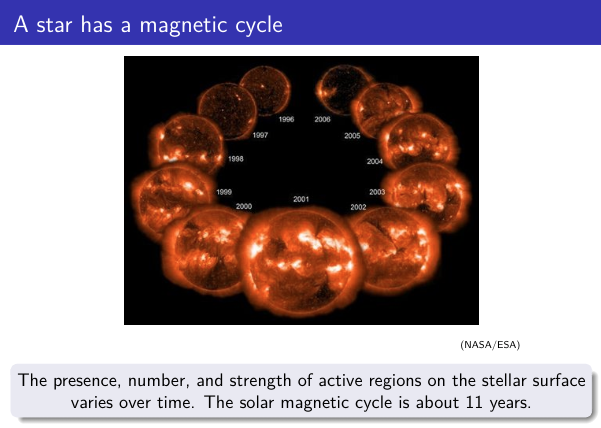 A star has a magnetic cycle
1996
2006
1997
2005
1998
2004
1999
2003
2000
2001
2002
(NASA/ESA)
The presence, number, and strength of active regions on the stellar surface
varies over time. The solar magnetic cycle is about 11 years.